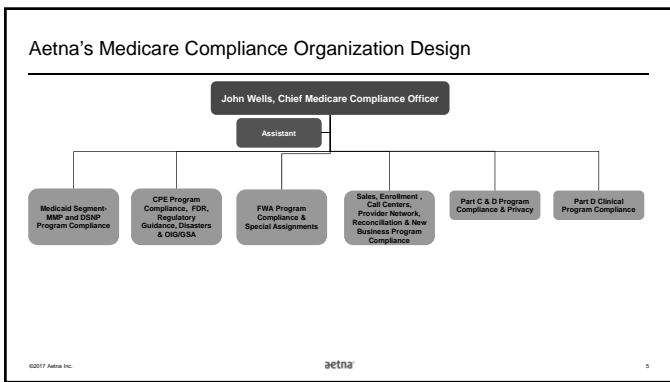 Aetna's Medicare Compliance Organization Design
John Wells, Chief Medicare Compliance Officer
Assistant
Medicaid Segment-
MMP and DSNP
Program Compliance
CPE Program
Compliance, FDR,
Regulatory
Guidance, Disasters
& OIG/GSA
FWA Program
Compliance &
Special Assignments
Sales, Enrollment ,
Call Centers,
Provider Network,
Reconciliation & New
Business Program
Compliance
Part C & D Program
Compliance & Privacy
Part D Clinical
Program Compliance
©2017 Aetna Inc.
aetna
5